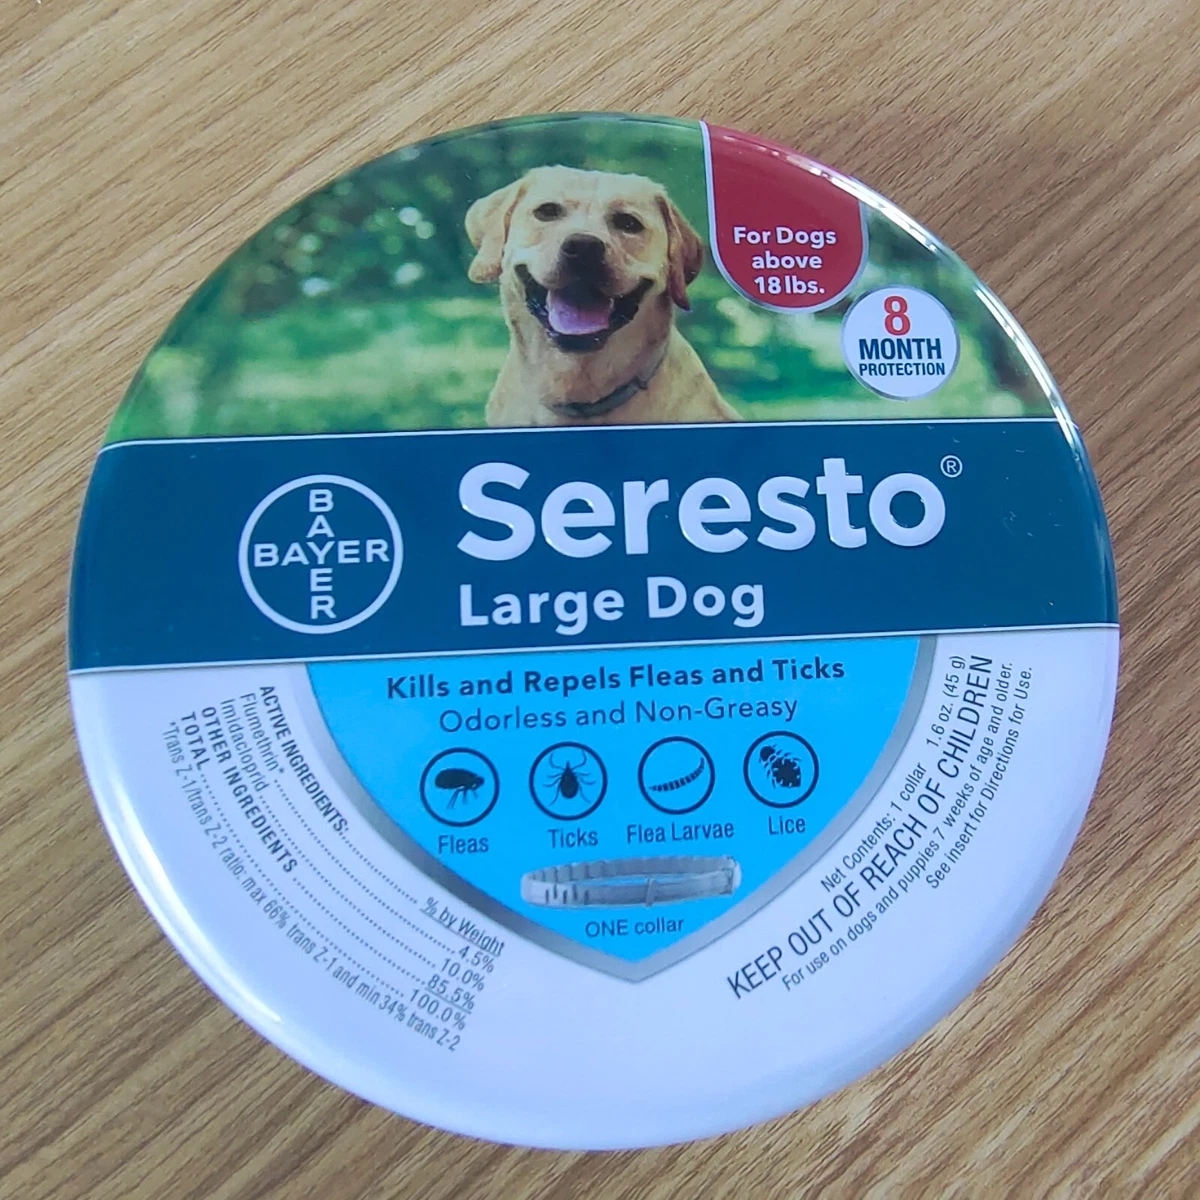 For Dogs
above
18 lbs.
8
MONTH
PROTECTION
BAYER
BAYER
Seresto®
Large Dog
Kills and Repels Fleas and Ticks
Odorless and Non-Greasy
Fleas
Ticks
Flea Larvae
Lice
ONE collar
ACTIVE INGREDIENTS: % by Weight
Flumethrin* 4.5%
Imidacloprid 10.0%
OTHER INGREDIENTS 85.5%
TOTAL 100.0%
*Trans Z-1/trans Z-2 ratio: max 66% trans Z-1 and min 34% trans Z-2
Net Contents: 1 collar 1.6 oz. (45 g)
KEEP OUT OF REACH OF CHILDREN
For use on dogs and puppies 7 weeks of age and older.
See insert for Directions for Use.